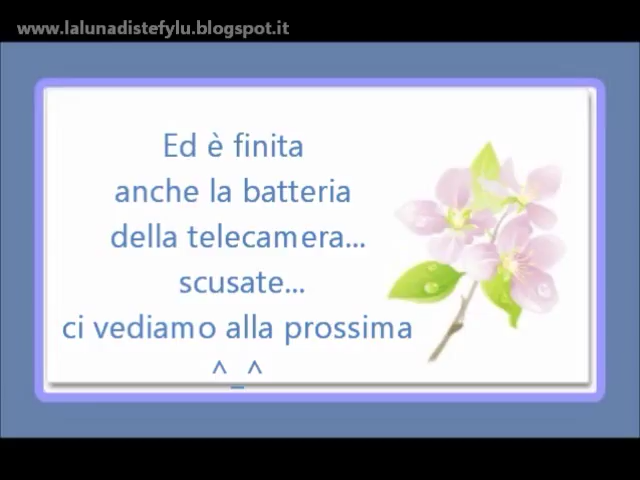 www.lalunadistefylu.blogspot.it
Ed è finita
anche la batteria
della telecamera...
scusate...
ci vediamo alla prossima
^_^